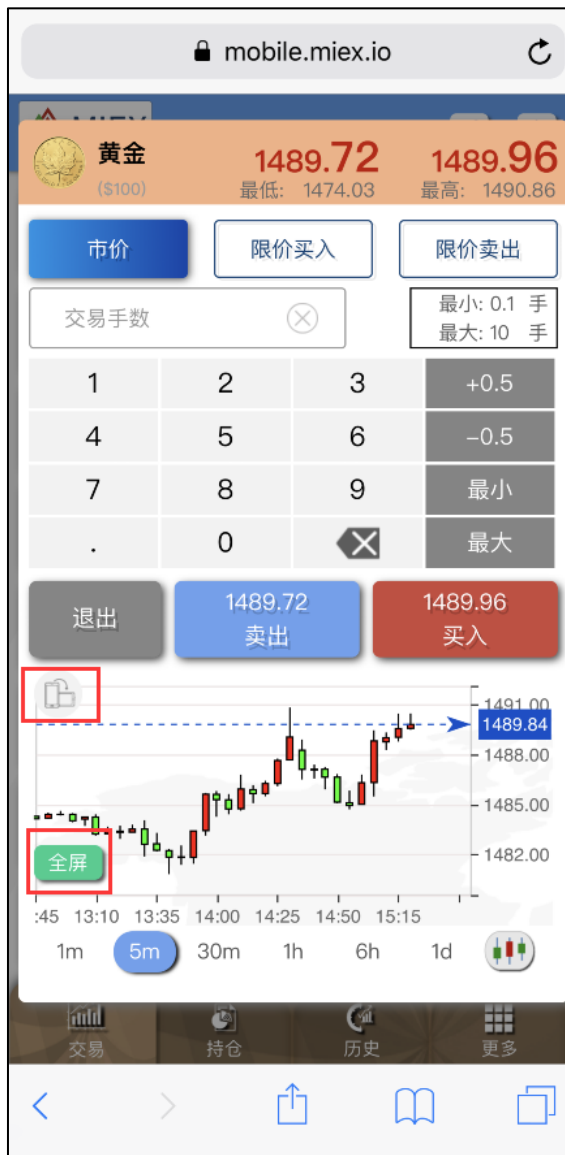 mobile.miex.io
黄金
1489.72
1489.96
($100)
最低: 1474.03
最高: 1490.86
市价
限价买入
限价卖出
交易手数
最小: 0.1 手
最大: 10 手
1 2 3 +0.5
4 5 6 −0.5
7 8 9 最小
. 0 最大
退出
1489.72
卖出
1489.96
买入
1491.00
1489.84
1488.00
1485.00
1482.00
全屏
:45 13:10 13:35 14:00 14:25 14:50 15:15
1m 5m 30m 1h 6h 1d
交易 持仓 历史 更多